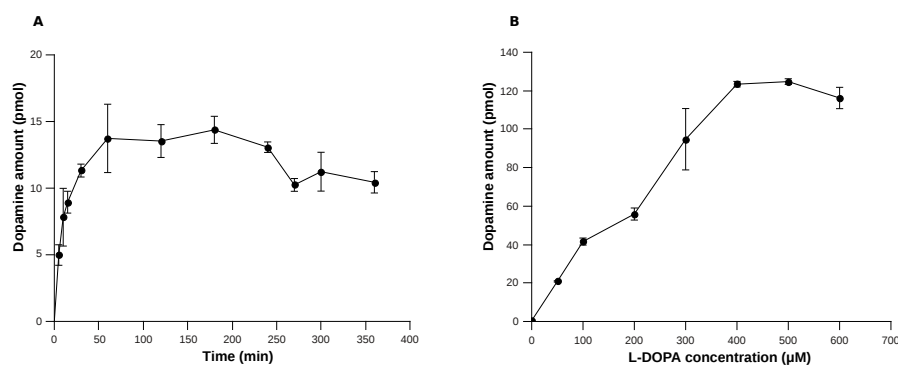 A
Dopamine amount (pmol)
20
15
10
5
0
0 50 100 150 200 250 300 350 400
Time (min)
B
Dopamine amount (pmol)
140
120
100
80
60
40
20
0
0 100 200 300 400 500 600 700
L-DOPA concentration (µM)